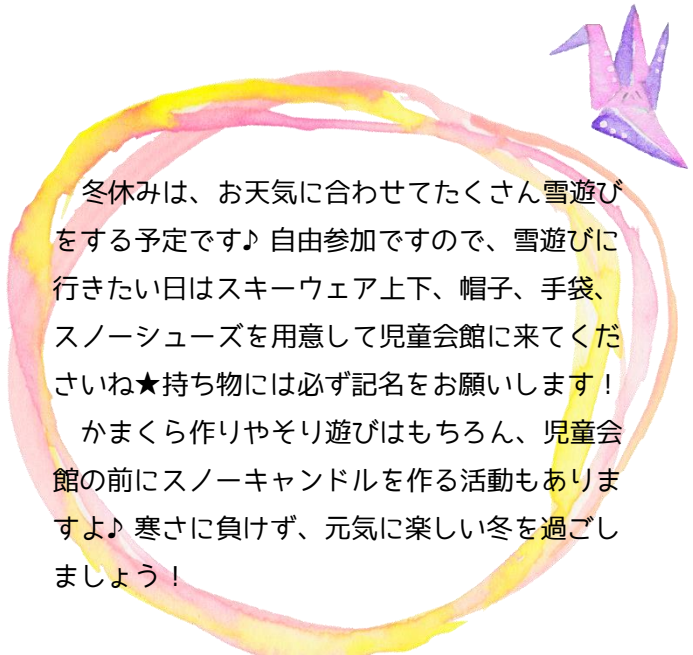 冬休みは、お天気に合わせてたくさん雪遊び
をする予定です♪自由参加ですので、雪遊びに
行きたい日はスキーウェア上下、帽子、手袋、
スノーシューズを用意して児童会館に来てくだ
さいね★持ち物には必ず記名をお願いします！
　かまくら作りやそり遊びはもちろん、児童会
館の前にスノーキャンドルを作る活動もありま
すよ♪寒さに負けず、元気に楽しい冬を過ごし
ましょう！